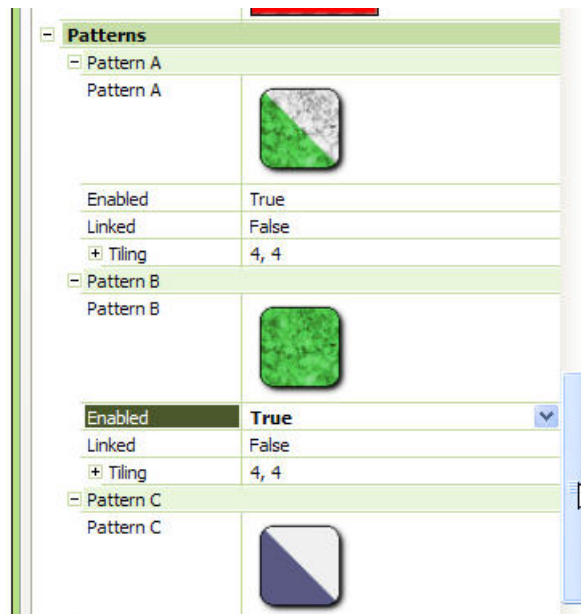 Patterns
Pattern A
Pattern A
Enabled True
Linked False
Tiling 4, 4
Pattern B
Pattern B
Enabled True
Linked False
Tiling 4, 4
Pattern C
Pattern C